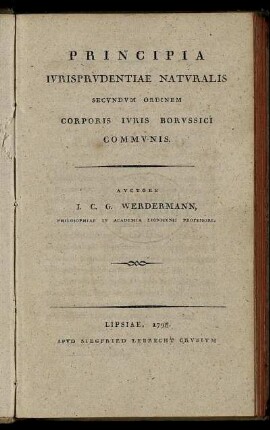 PRINCIPIA
IVRISPRVDENTIAE NATVRALIS
SECVNDVM ORDINEM
CORPORIS IVRIS BORVSSICI
COMMVNIS.
AVCTORE
I. C. G. WERDERMANN,
PHILOSOPHIAE IN ACADEMIA LIGNICENSI PROFESSORE.
LIPSIAE, 1798
APVD SIEGFRIED LEBRECHT CRVSIVM